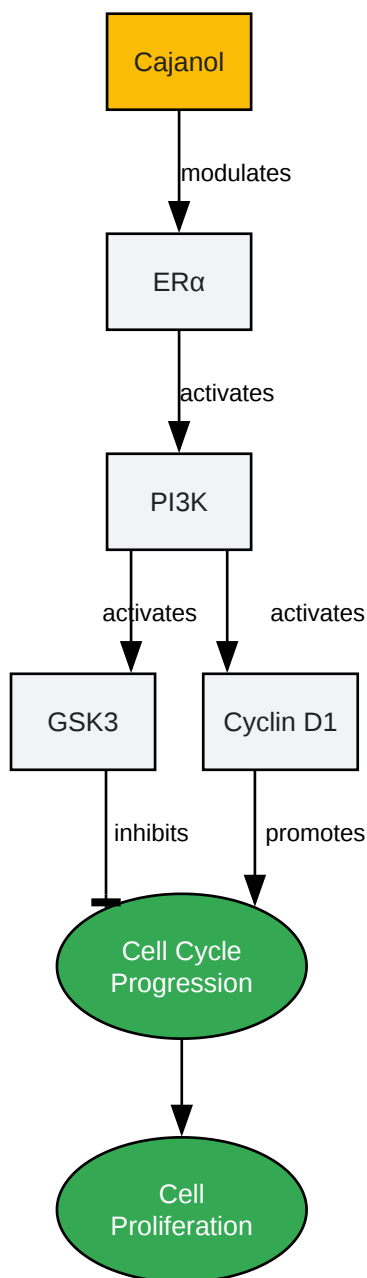 Cajanol
modulates
ERα
activates
PI3K
activates
activates
GSK3
Cyclin D1
inhibits
promotes
Cell Cycle
Progression
Cell
Proliferation